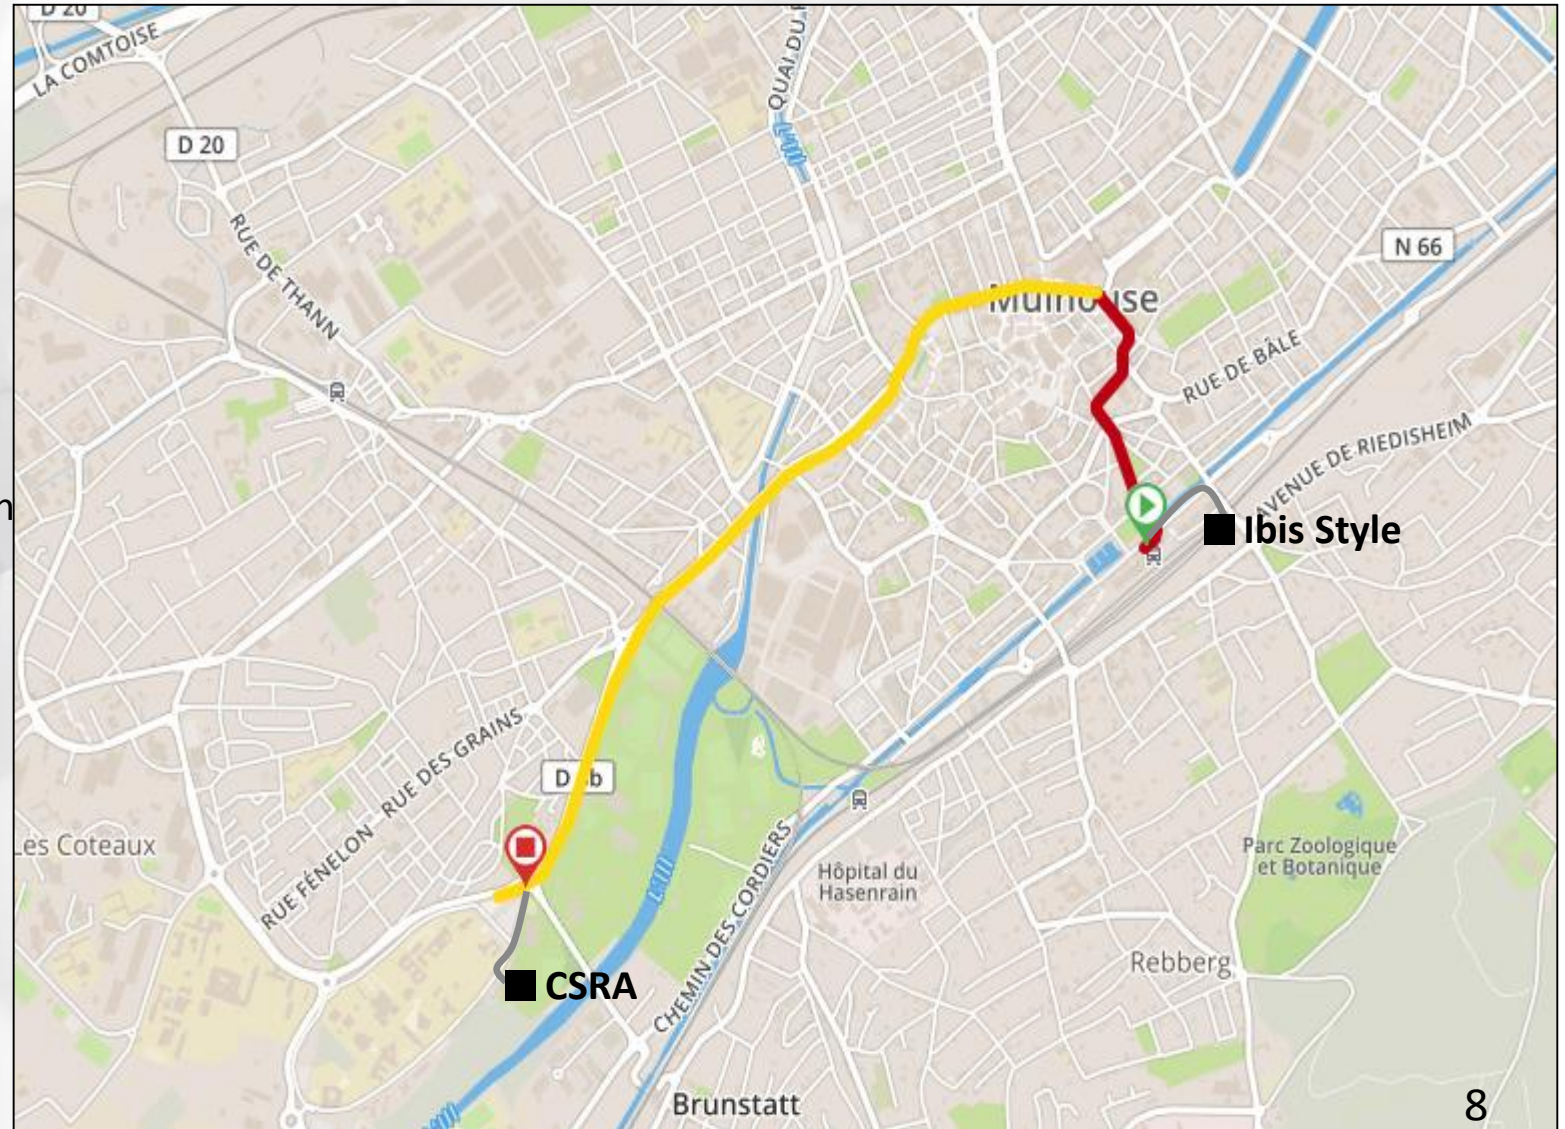 D 20
LA COMTOISE
QUAI DU
D 20
RUE DE THANN
N 66
Mulhouse
RUE DE BÂLE
AVENUE DE RIEDISHEIM
n
Ibis Style
RUE FÉNELON - RUE DES GRAINS
D b
Les Coteaux
Hôpital du
Hasenrain
Parc Zoologique
et Botanique
CHEMIN DES CORDIERS
Rebberg
CSRA
Brunstatt
8